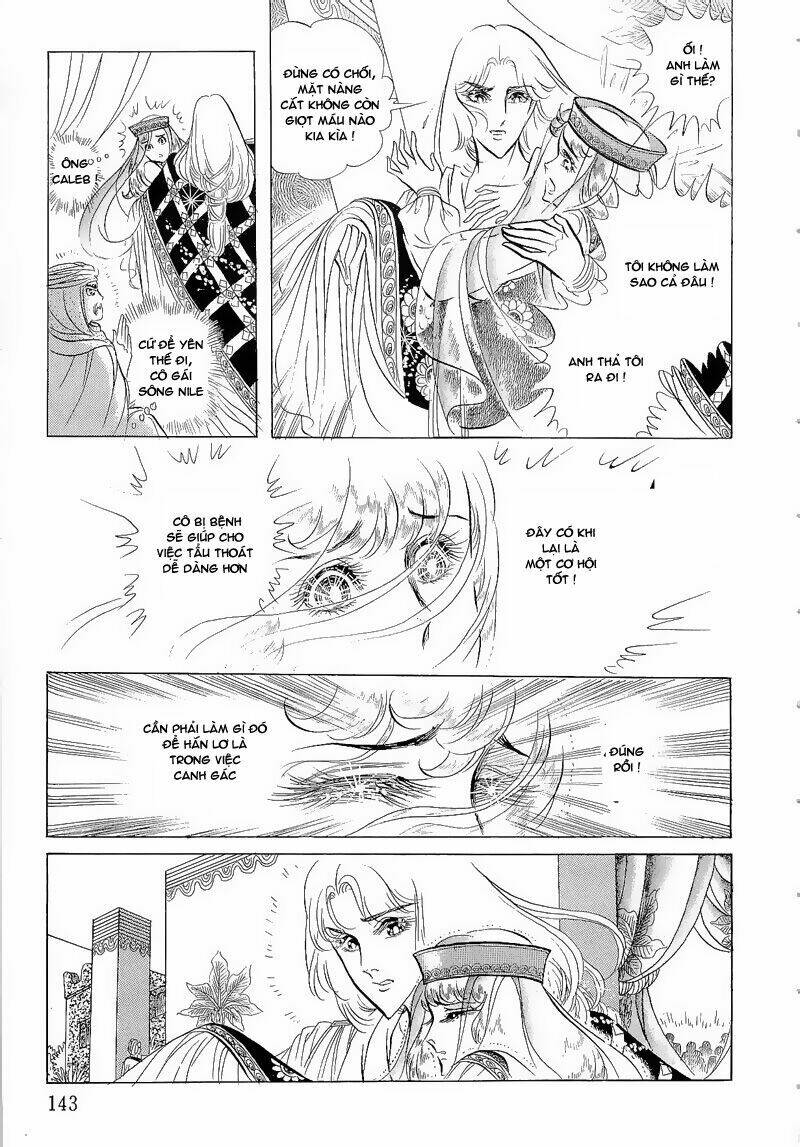 ỐI !
ANH LÀM
GÌ THẾ?
ĐỪNG CÓ CHỐI,
MẶT NÀNG
CẮT KHÔNG CÒN
GIỌT MÁU NÀO
KIA KÌA !
TÔI KHÔNG LÀM
SAO CẢ ĐÂU !
ANH THẢ TÔI
RA ĐI !
ÔNG
CALEB !
CỨ ĐỂ YÊN
THẾ ĐI,
CÔ GÁI
SÔNG NILE
ĐÂY CÓ KHI
LẠI LÀ
MỘT CƠ HỘI
TỐT !
CÔ BỊ BỆNH
SẼ GIÚP CHO
VIỆC TẨU THOÁT
DỄ DÀNG HƠN
ĐÚNG
RỒI !
CẦN PHẢI LÀM GÌ ĐÓ
ĐỂ HẮN LƠ LÀ
TRONG VIỆC
CANH GÁC
143